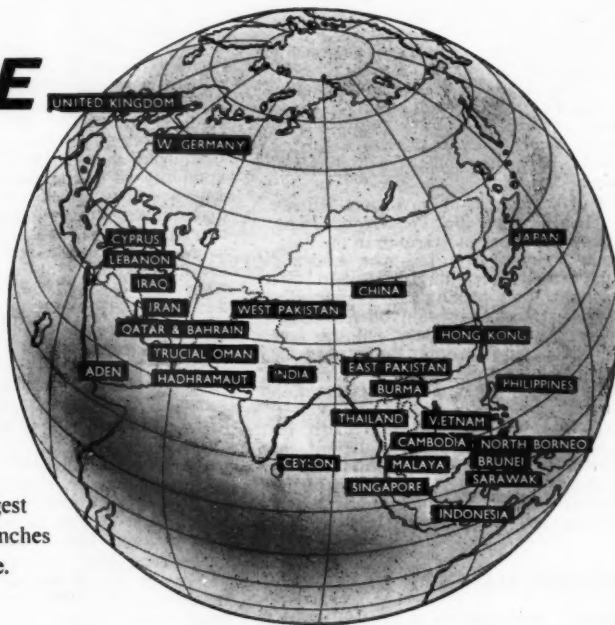 E
UNITED KINGDOM
W GERMANY
CYPRUS
JAPAN
LEBANON
IRAQ
CHINA
IRAN
WEST PAKISTAN
QATAR & BAHRAIN
HONG KONG
TRUCIAL OMAN
EAST PAKISTAN
ADEN
HADHRAMAUT
INDIA
BURMA
PHILIPPINES
THAILAND
VIETNAM
CAMBODIA
NORTH BORNEO
CEYLON
MALAYA
BRUNEI
SINGAPORE
SARAWAK
INDONESIA
gest
nches
e.